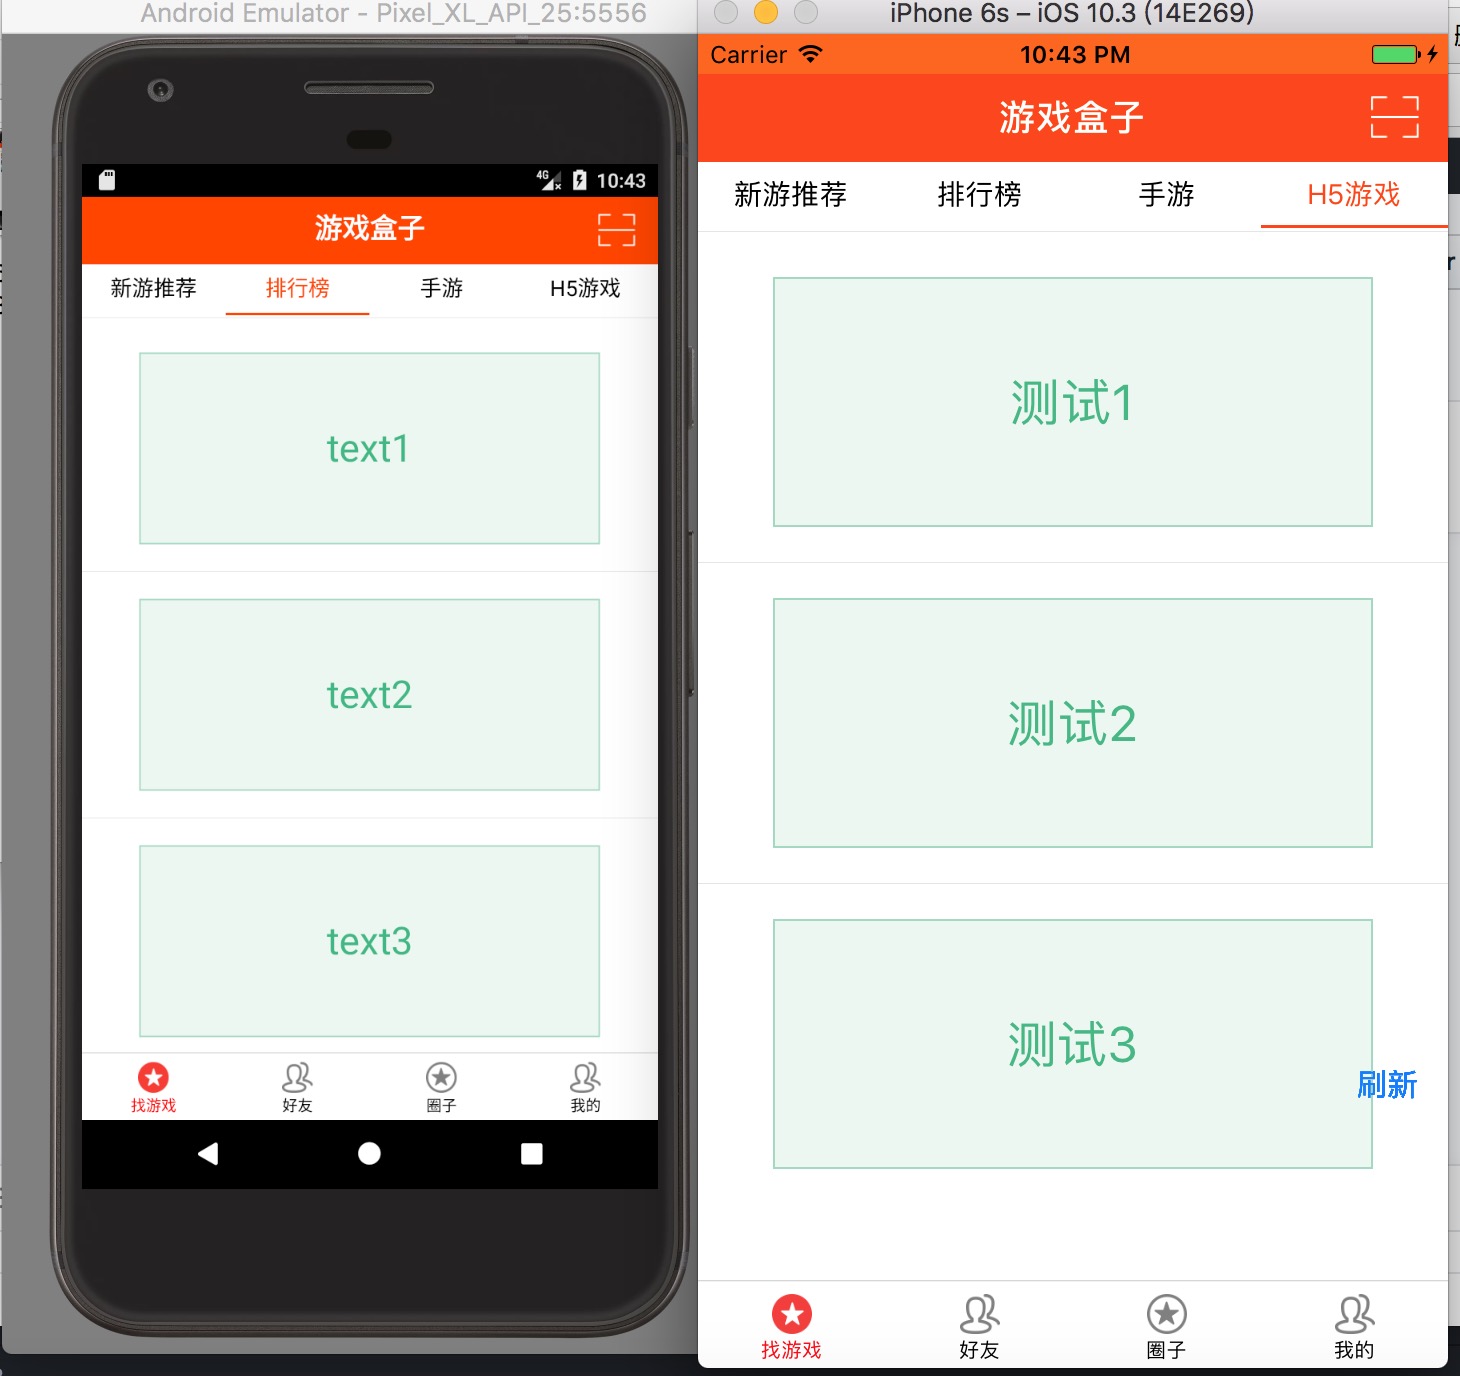 Android Emulator - Pixel_XL_API_25:5556
4G 10:43
游戏盒子
新游推荐 排行榜 手游 H5游戏
text1
text2
text3
找游戏 好友 圈子 我的
iPhone 6s – iOS 10.3 (14E269)
Carrier 10:43 PM
游戏盒子
新游推荐 排行榜 手游 H5游戏
测试1
测试2
测试3
刷新
找游戏 好友 圈子 我的